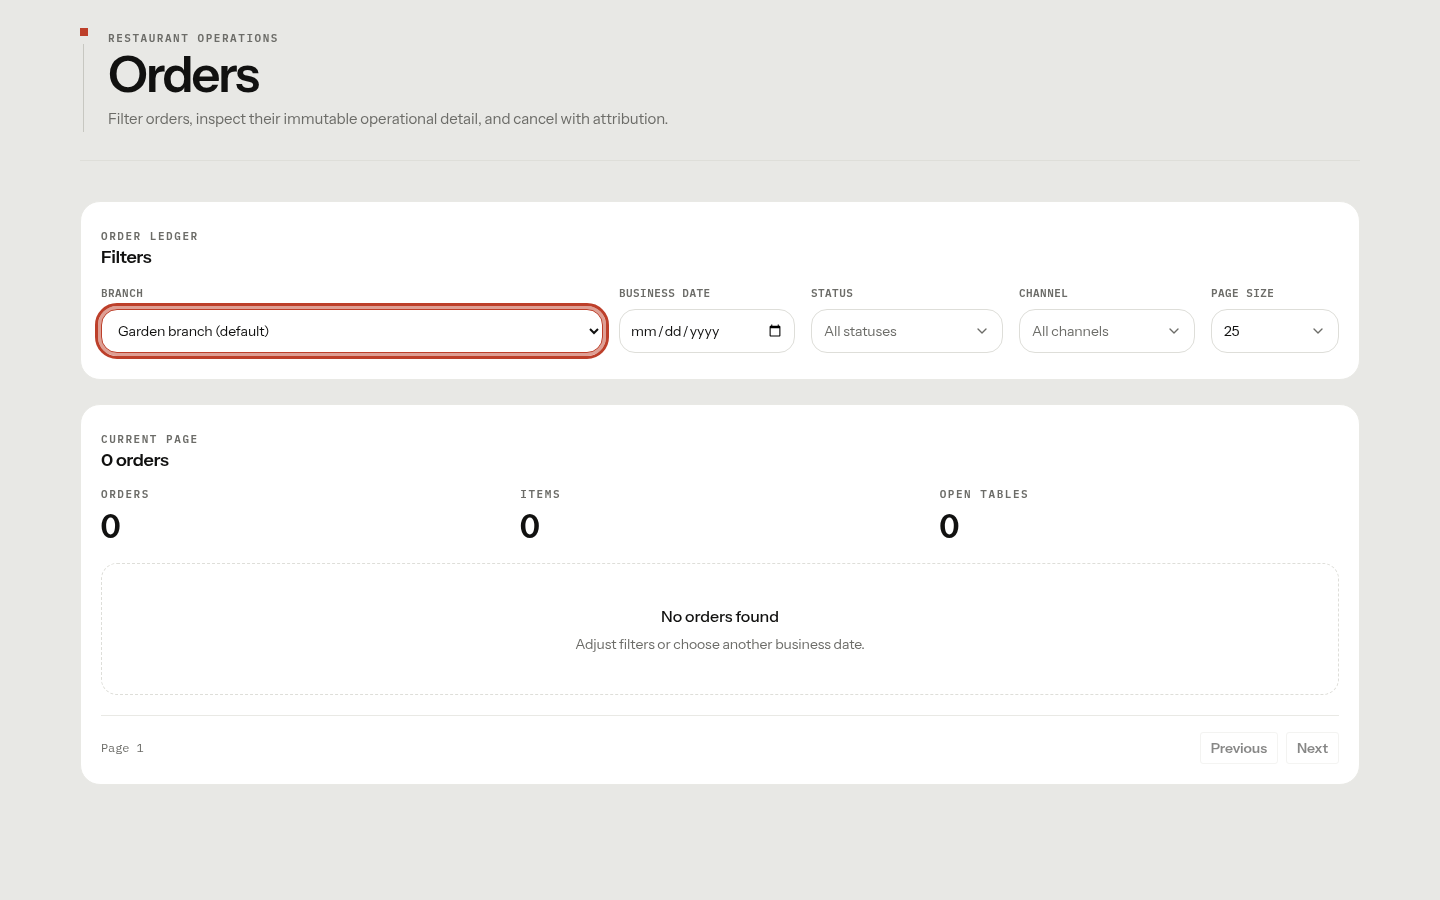 RESTAURANT OPERATIONS
Orders
Filter orders, inspect their immutable operational detail, and cancel with attribution.
ORDER LEDGER
Filters
BRANCH
BUSINESS DATE
STATUS
CHANNEL
PAGE SIZE
Garden branch (default)
mm/dd/yyyy
All statuses
All channels
25
CURRENT PAGE
0 orders
ORDERS
ITEMS
OPEN TABLES
0
0
0
No orders found
Adjust filters or choose another business date.
Page 1
Previous
Next